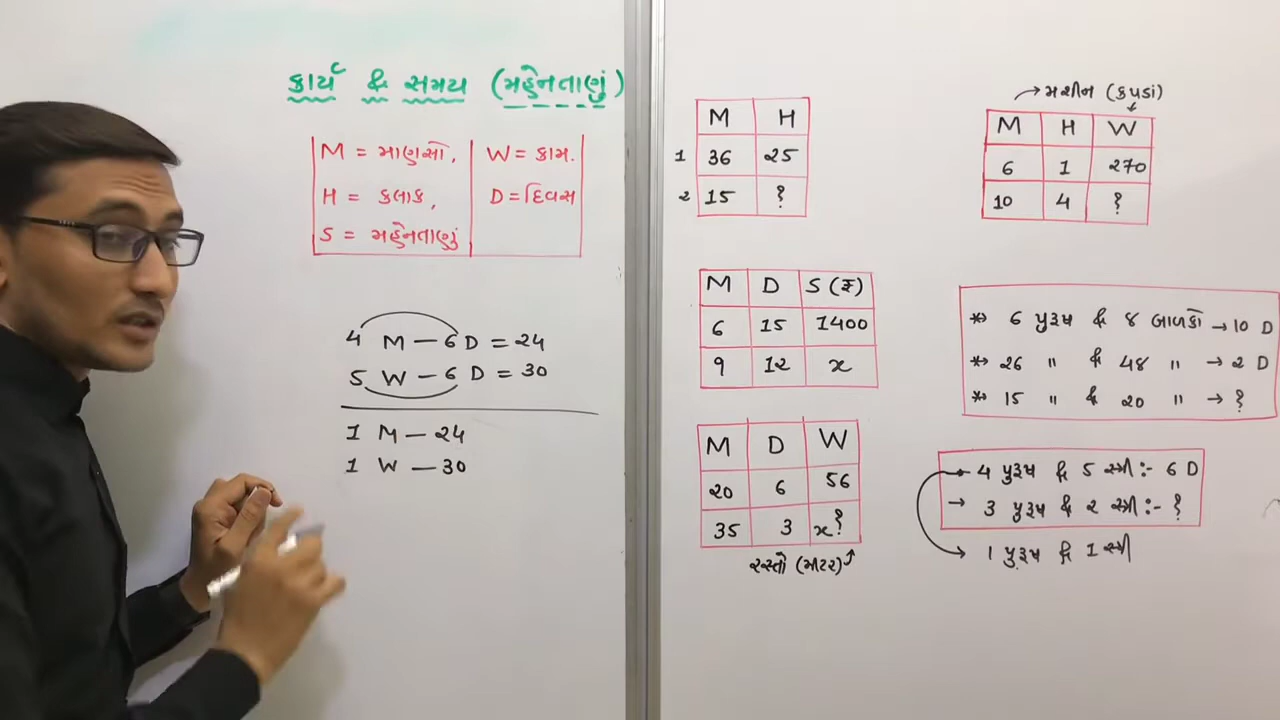 કાર્ય & સમય (મહેનતાણું)
M = માણસો, W = કામ.
H = કલાક, D = દિવસ
S = મહેનતાણું
4 M — 6 D = 24
5 W — 6 D = 30
1 M — 24
1 W — 30
M H
1 36 25
2 15 ?
M D S (₹)
6 15 1400
9 12 x
M D W
20 6 56
35 3 x?
રસ્તો (મીટર)
મશીન (કપડાં)
M H W
6 1 270
10 4 ?
** 6 પુરૂષ & 8 બાળકો → 10 D
** 26 " & 48 " → 2 D
** 15 " & 20 " → ?
→ 4 પુરૂષ & 5 સ્ત્રી :- 6 D
→ 3 પુરૂષ & 2 સ્ત્રી :- ?
→ 1 પુરૂષ & 1 સ્ત્રી